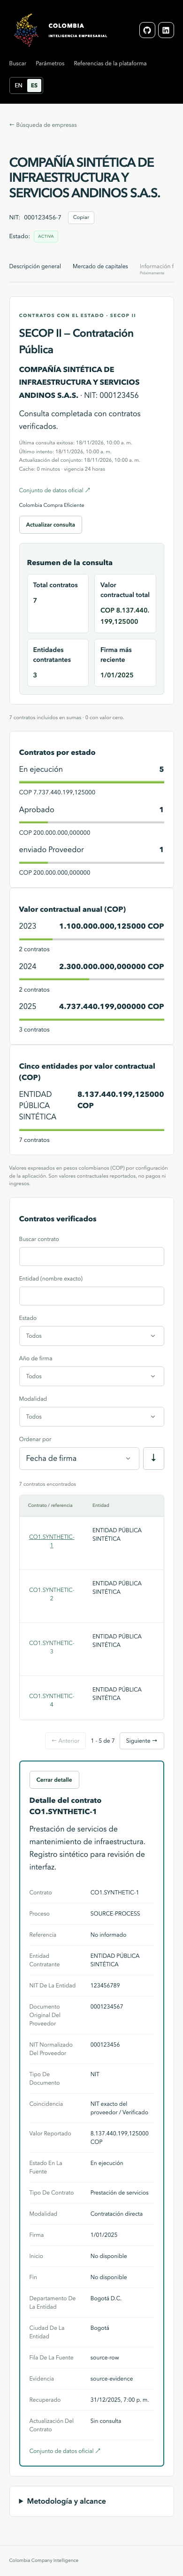 COLOMBIA
INTELIGENCIA EMPRESARIAL
Buscar Parámetros Referencias de la plataforma
EN ES
← Búsqueda de empresas
COMPAÑÍA SINTÉTICA DE
INFRAESTRUCTURA Y
SERVICIOS ANDINOS S.A.S.
NIT: 000123456-7 Copiar
Estado: ACTIVA
Descripción general Mercado de capitales Información f
Próximamente
CONTRATOS CON EL ESTADO · SECOP II
SECOP II — Contratación
Pública
COMPAÑÍA SINTÉTICA DE
INFRAESTRUCTURA Y SERVICIOS
ANDINOS S.A.S. · NIT: 000123456
Consulta completada con contratos
verificados.
Última consulta exitosa: 18/11/2026, 10:00 a. m.
Último intento: 18/11/2026, 10:00 a. m.
Actualización del conjunto: 18/11/2026, 10:00 a. m.
Caché: 0 minutos · vigencia 24 horas
Conjunto de datos oficial ↗
Colombia Compra Eficiente
Actualizar consulta
Resumen de la consulta
Total contratos
7
Valor
contractual total
COP 8.137.440.
199,125000
Entidades
contratantes
3
Firma más
reciente
1/01/2025
7 contratos incluidos en sumas · 0 con valor cero.
Contratos por estado
En ejecución 5
COP 7.737.440.199,125000
Aprobado 1
COP 200.000.000,000000
enviado Proveedor 1
COP 200.000.000,000000
Valor contractual anual (COP)
2023 1.100.000.000,125000 COP
2 contratos
2024 2.300.000.000,000000 COP
2 contratos
2025 4.737.440.199,000000 COP
3 contratos
Cinco entidades por valor contractual
(COP)
ENTIDAD
PÚBLICA
SINTÉTICA
8.137.440.199,125000
COP
7 contratos
Valores expresados en pesos colombianos (COP) por configuración
de la aplicación. Son valores contractuales reportados, no pagos ni
ingresos.
Contratos verificados
Buscar contrato
Entidad (nombre exacto)
Estado
Todos
Año de firma
Todos
Modalidad
Todos
Ordenar por
Fecha de firma ↓
7 contratos encontrados
Contrato / referencia Entidad
CO1.SYNTHETIC-
1
ENTIDAD PÚBLICA
SINTÉTICA
CO1.SYNTHETIC-
2
ENTIDAD PÚBLICA
SINTÉTICA
CO1.SYNTHETIC-
3
ENTIDAD PÚBLICA
SINTÉTICA
CO1.SYNTHETIC-
4
ENTIDAD PÚBLICA
SINTÉTICA
← Anterior 1 - 5 de 7 Siguiente →
Cerrar detalle
Detalle del contrato
CO1.SYNTHETIC-1
Prestación de servicios de
mantenimiento de infraestructura.
Registro sintético para revisión de
interfaz.
Contrato CO1.SYNTHETIC-1
Proceso SOURCE-PROCESS
Referencia No informado
Entidad
Contratante
ENTIDAD PÚBLICA
SINTÉTICA
NIT De La Entidad 123456789
Documento
Original Del
Proveedor
0001234567
NIT Normalizado
Del Proveedor
000123456
Tipo De
Documento
NIT
Coincidencia NIT exacto del
proveedor / Verificado
Valor Reportado 8.137.440.199,125000
COP
Estado En La
Fuente
En ejecución
Tipo De Contrato Prestación de servicios
Modalidad Contratación directa
Firma 1/01/2025
Inicio No disponible
Fin No disponible
Departamento De
La Entidad
Bogotá D.C.
Ciudad De La
Entidad
Bogotá
Fila De La Fuente source-row
Evidencia source-evidence
Recuperado 31/12/2025, 7:00 p. m.
Actualización Del
Contrato
Sin consulta
Conjunto de datos oficial ↗
▶ Metodología y alcance
Colombia Company Intelligence